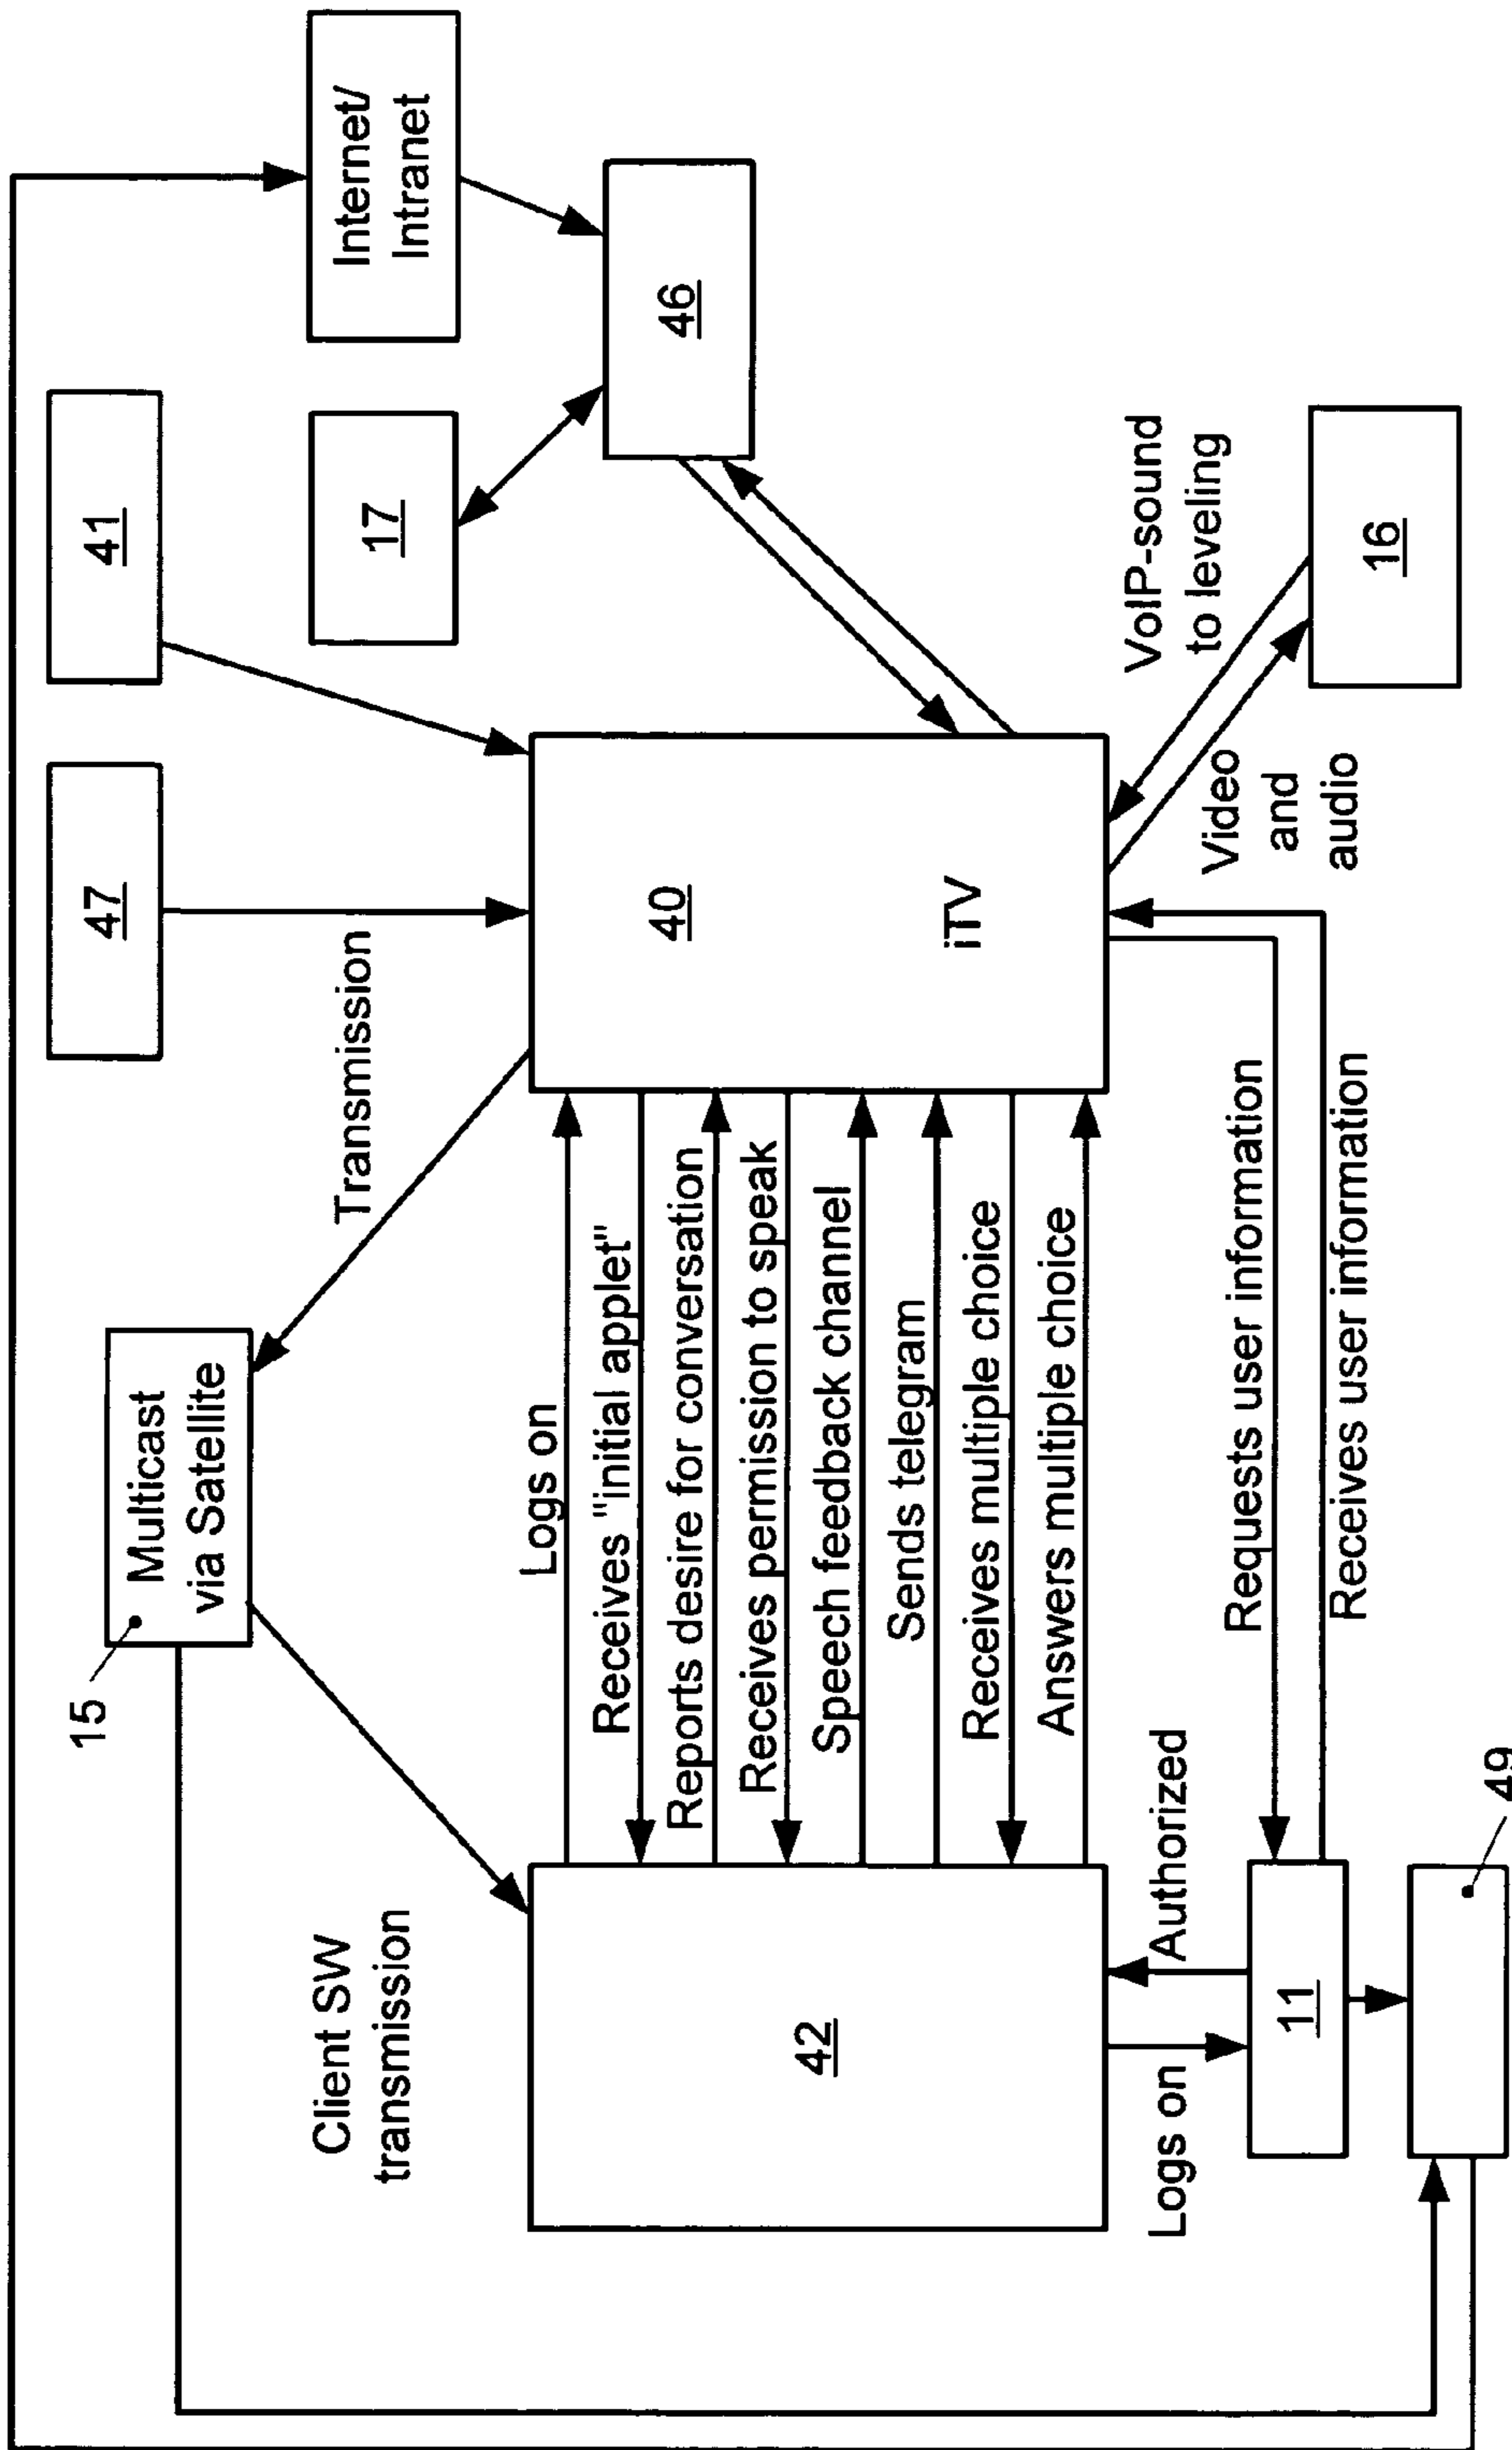 15
Multicast
via Satellite
Transmission
47
41
Internet/
Intranet
17
46
Client SW
transmission
42
Logs on
Receives "initial applet"
Reports desire for conversation
Receives permission to speak
Speech feedback channel
Sends telegram
Receives multiple choice
Answers multiple choice
40
iTV
VoIP-sound
to leveling
Video
and
audio
16
Logs on
Authorized
Requests user information
Receives user information
11
49